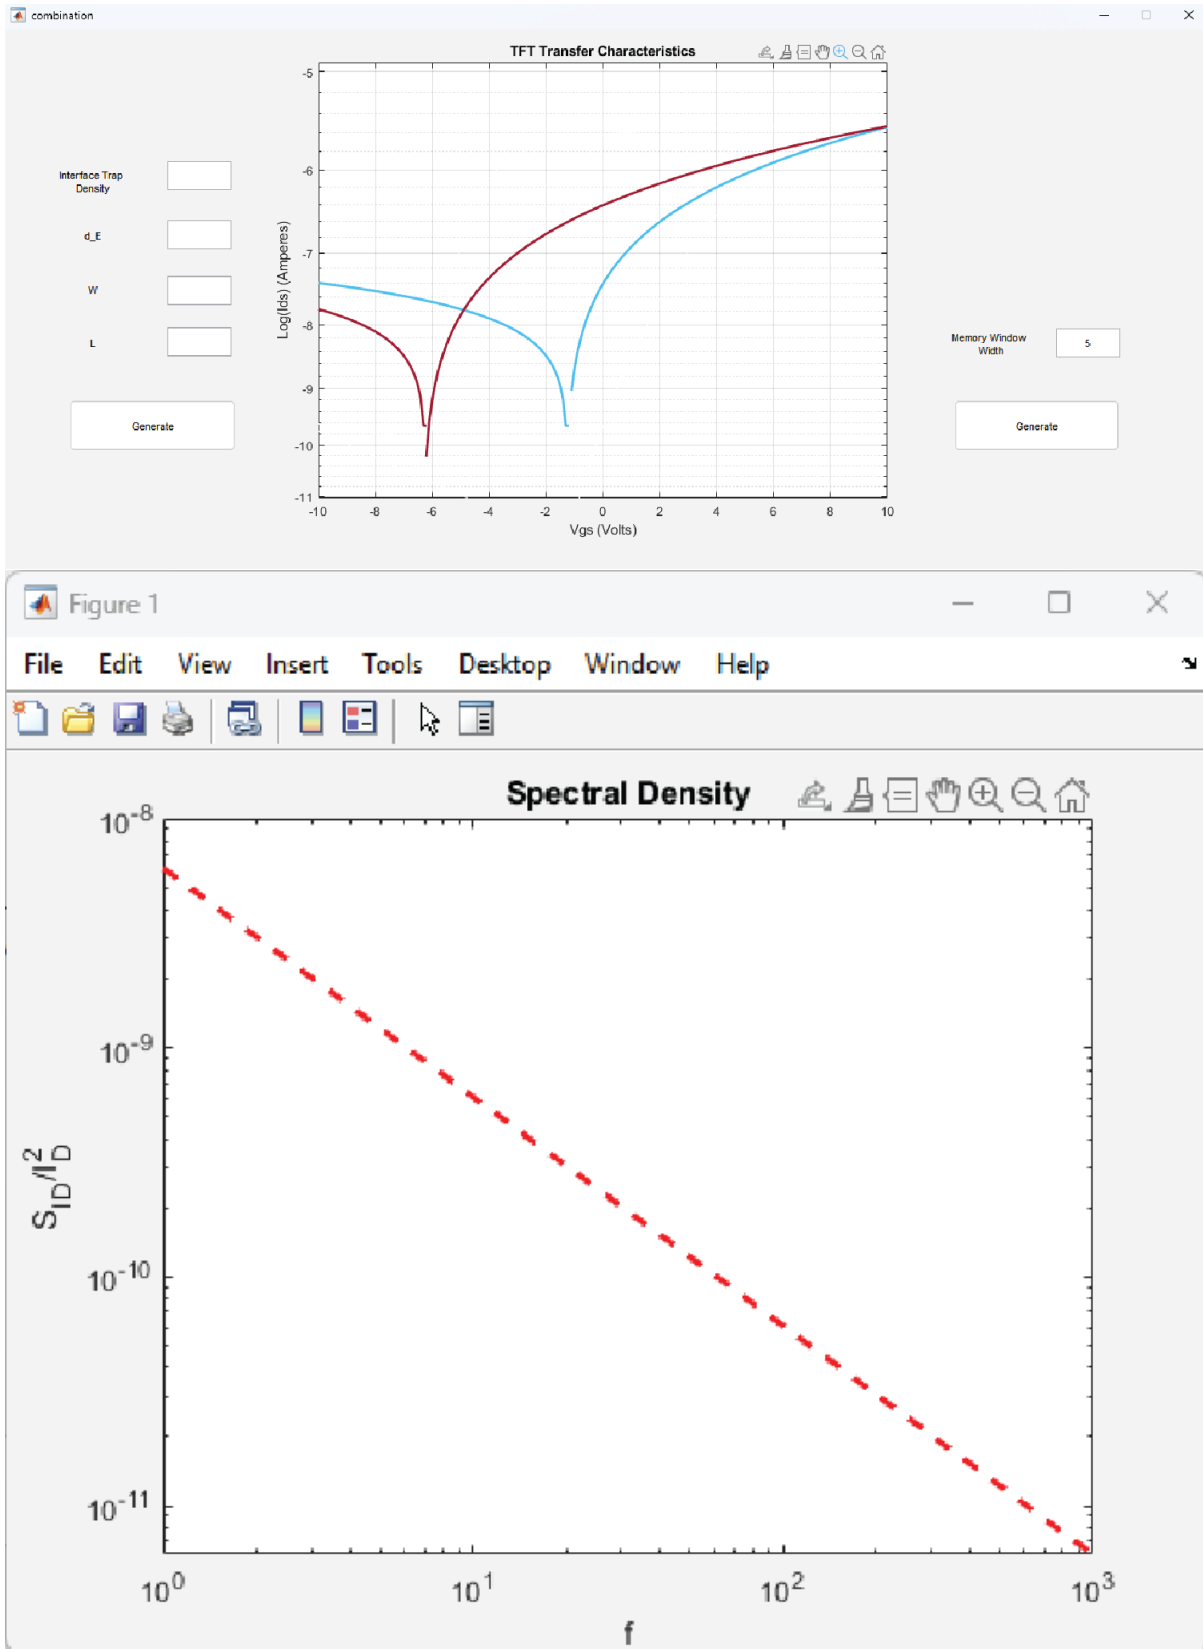 combination
TFT Transfer Characteristics
Interface Trap
Density
d_E
W
L
Generate
Log(Ids) (Amperes)
-5
-6
-7
-8
-9
-10
-11
-10 -8 -6 -4 -2 0 2 4 6 8 10
Vgs (Volts)
Memory Window
Width
5
Generate
Figure 1
File Edit View Insert Tools Desktop Window Help
Spectral Density
S_ID/I_D^2
10^-8
10^-9
10^-10
10^-11
10^0 10^1 10^2 10^3
f